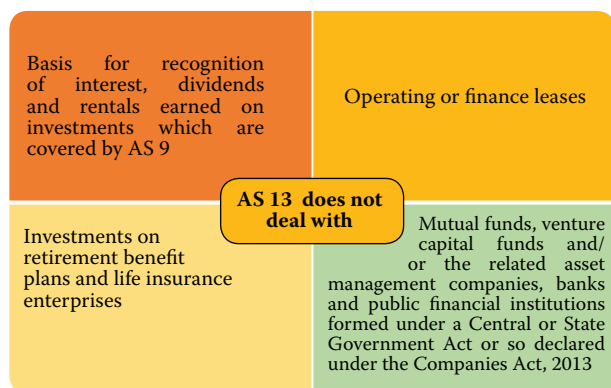 Basis for recognition
of interest, dividends
and rentals earned on
investments which are
covered by AS 9
Operating or finance leases
AS 13 does not
deal with
Investments on
retirement benefit
plans and life insurance
enterprises
Mutual funds, venture
capital funds and/
or the related asset
management companies, banks
and public financial institutions
formed under a Central or State
Government Act or so declared
under the Companies Act, 2013